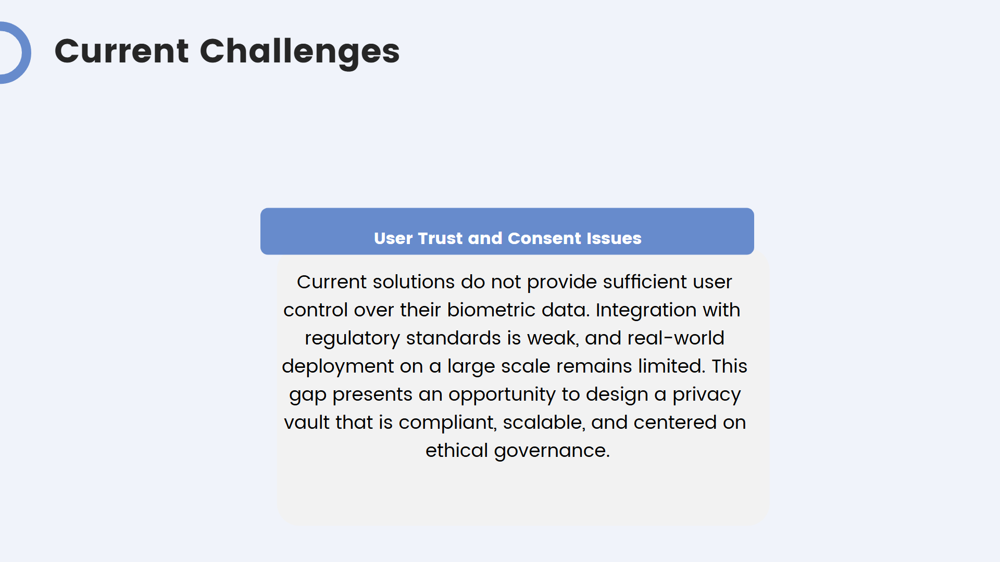 Current Challenges
User Trust and Consent Issues
Current solutions do not provide sufficient user
control over their biometric data. Integration with
regulatory standards is weak, and real-world
deployment on a large scale remains limited. This
gap presents an opportunity to design a privacy
vault that is compliant, scalable, and centered on
ethical governance.